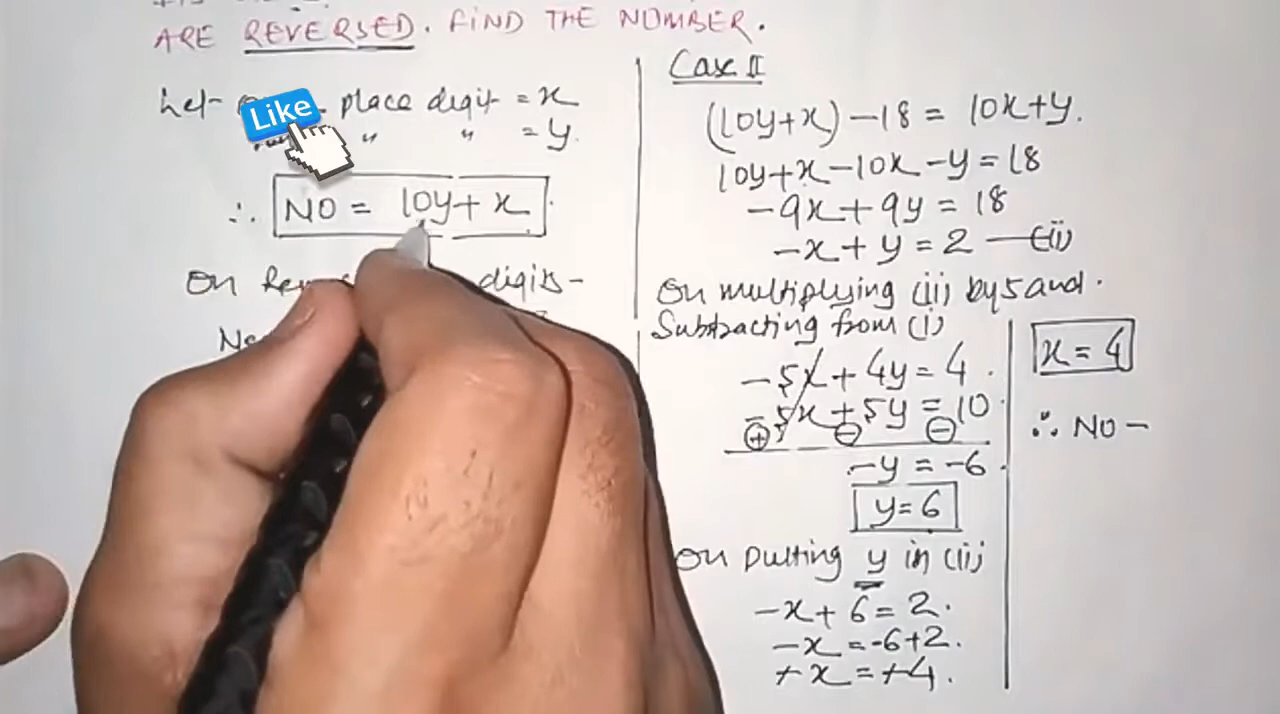 ARE REVERSED. FIND THE NUMBER.
Let place digit = x
" " = y.
∴ NO = 10y + x
On digits -
Case II
(10y+x) - 18 = 10x+y.
10y+x-10x-y = 18
-9x + 9y = 18
-x + y = 2 —(ii)
On multiplying (ii) by 5 and.
Subtracting from (i)
-5x + 4y = 4.
-5x + 5y = 10.
⊕ ⊖ ⊖
-y = -6.
y = 6
On putting y in (ii)
-x + 6 = 2.
-x = -6+2.
+x = +4.
x = 4
∴ NO -
Like